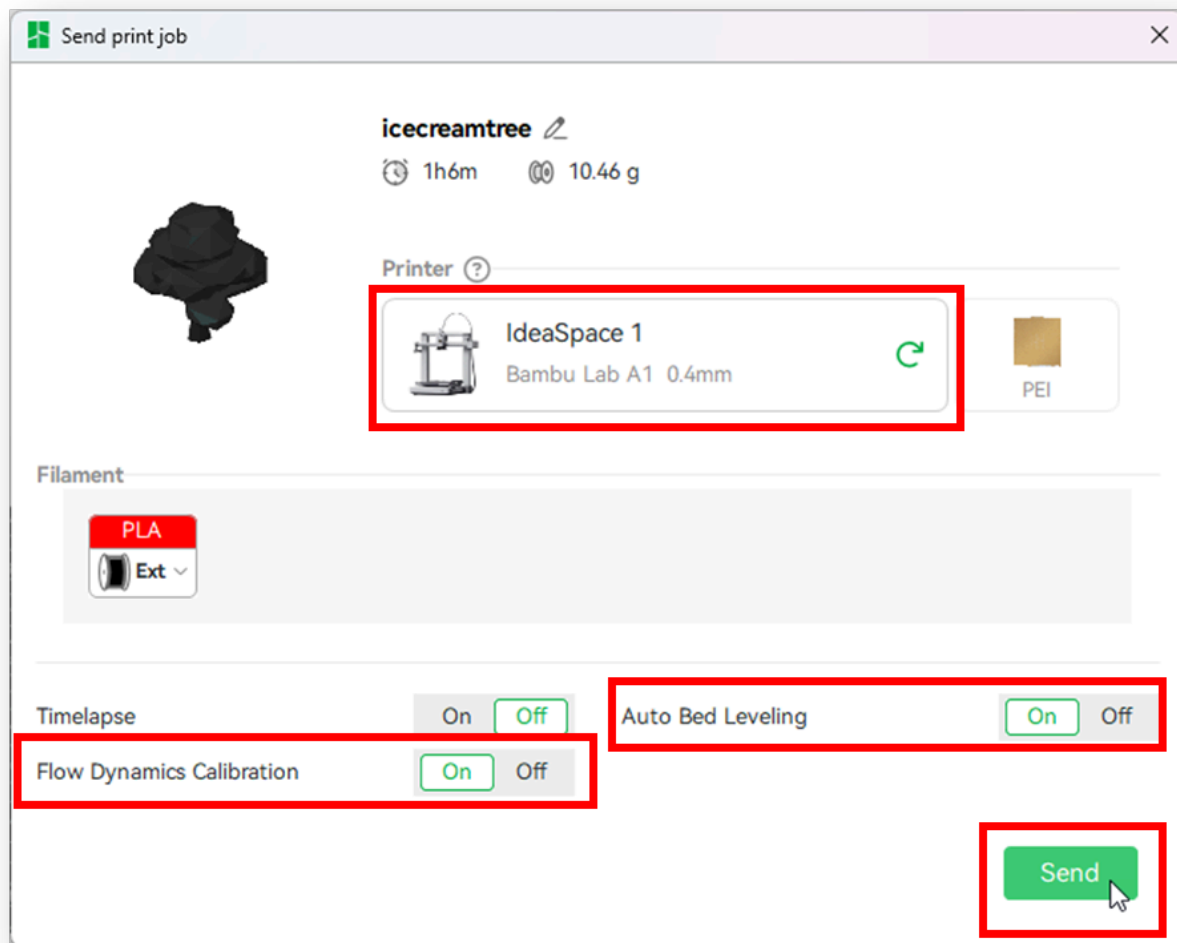 Send print job
icecreamtree
1h6m 10.46 g
Printer ?
IdeaSpace 1
Bambu Lab A1 0.4mm
PEI
Filament
PLA
Ext
Timelapse On Off
Auto Bed Leveling On Off
Flow Dynamics Calibration On Off
Send